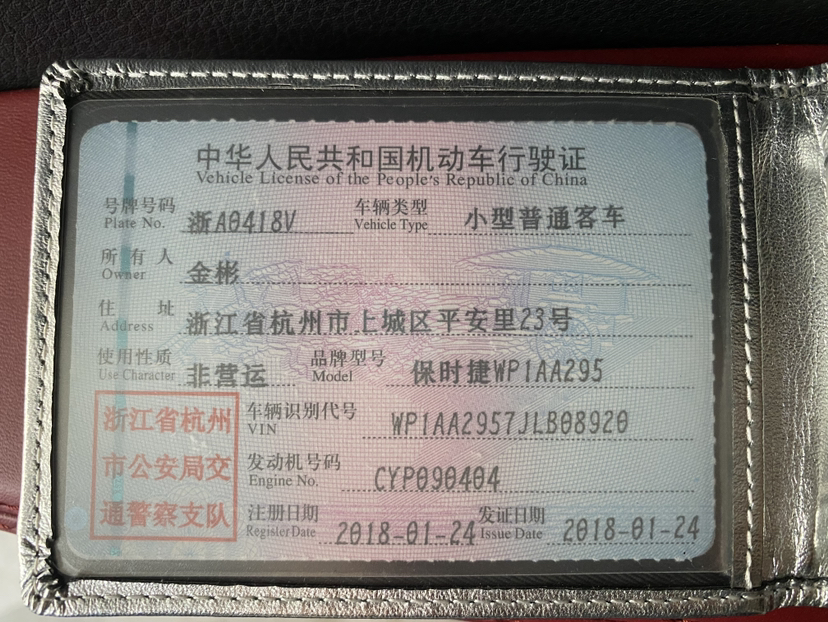 中华人民共和国机动车行驶证
Vehicle License of the People's Republic of China
号牌号码 浙A0418V 车辆类型 小型普通客车
Plate No. Vehicle Type
所有人 金彬
Owner
住址 浙江省杭州市上城区平安里23号
Address
使用性质 非营运 品牌型号 保时捷WP1AA295
Use Character Model
浙江省杭州
市公安局交
通警察支队
车辆识别代号 WP1AA2957JLB08920
VIN
发动机号码 CYP090404
Engine No.
注册日期 2018-01-24 发证日期 2018-01-24
Register Date Issue Date